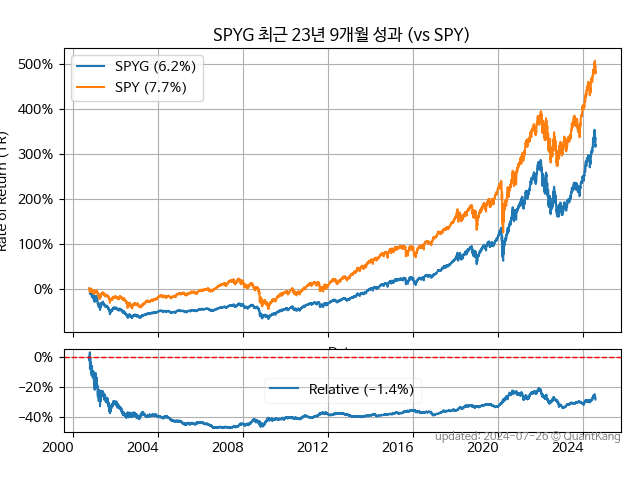 SPYG 최근 23년 9개월 성과 (vs SPY)
500%
400%
300%
200%
100%
0%
Rate of Return (TR)
SPYG (6.2%)
SPY (7.7%)
0%
−20%
−40%
Relative (−1.4%)
2000 2004 2008 2012 2016 2020 2024
updated: 2024-07-26 © QuantKang